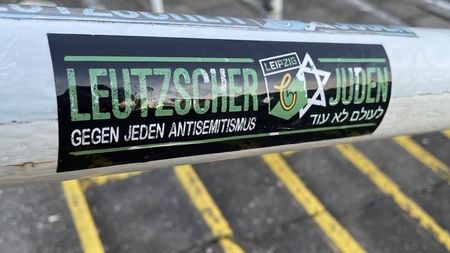 LEUTZSCHER
LEIPZIG
JUDEN
GEGEN JEDEN ANTISEMITISMUS
לעולם לא עוד